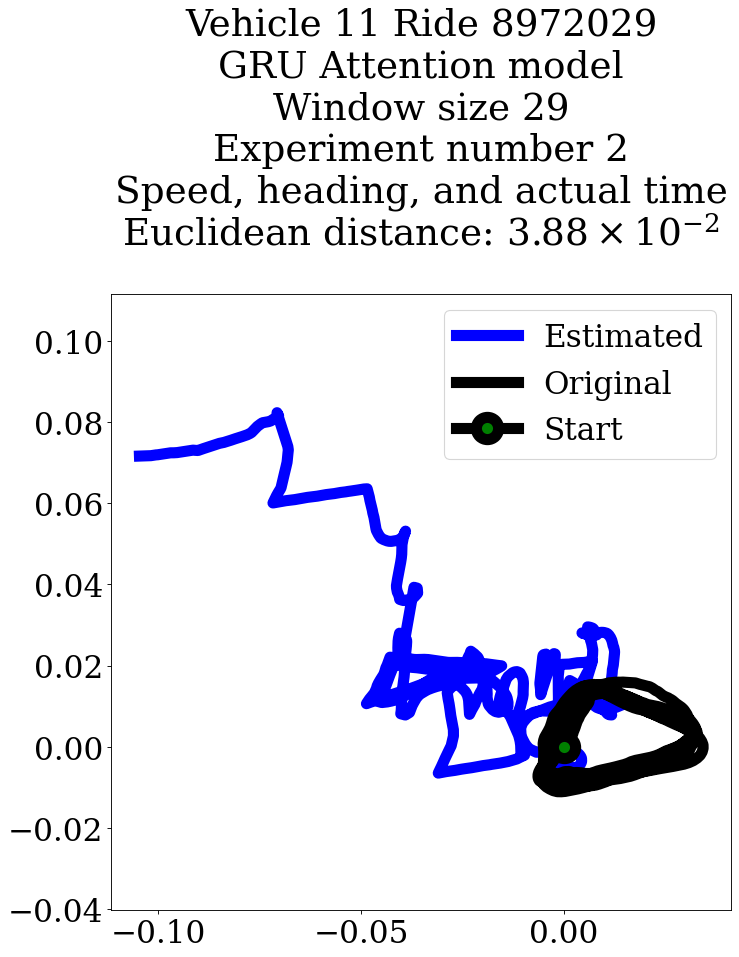 Vehicle 11 Ride 8972029
GRU Attention model
Window size 29
Experiment number 2
Speed, heading, and actual time
Euclidean distance: 3.88 × 10⁻²
Estimated
Original
Start
0.10
0.08
0.06
0.04
0.02
0.00
−0.02
−0.04
−0.10 −0.05 0.00